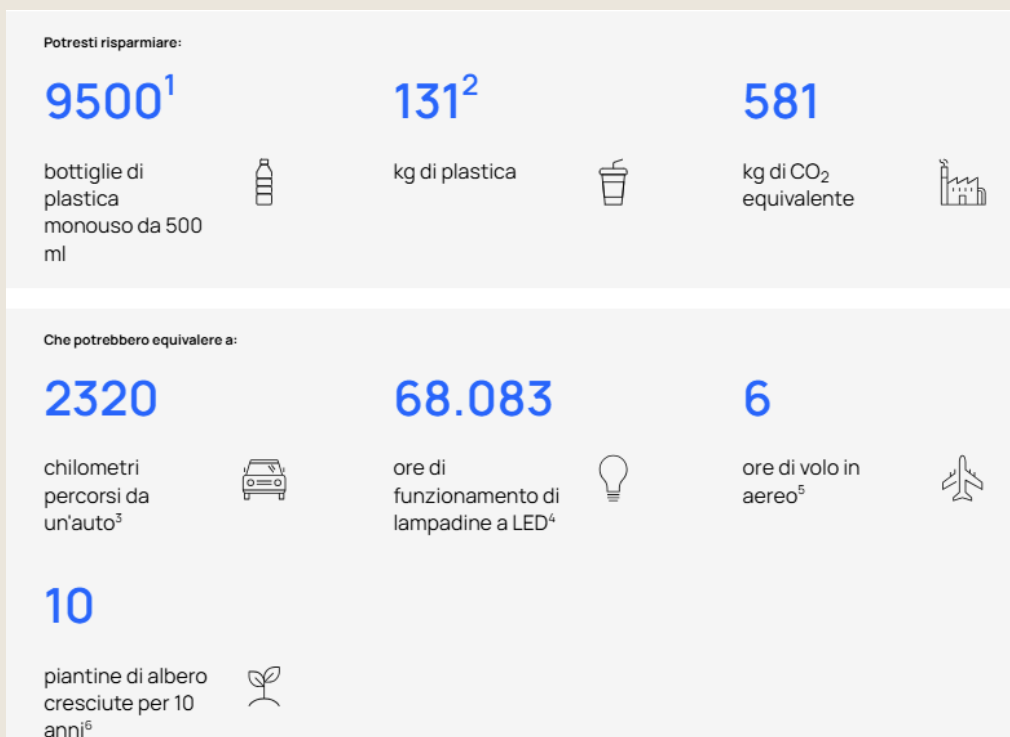 Potresti risparmiare:
9500¹
131²
581
bottiglie di
plastica
monouso da 500
ml
kg di plastica
kg di CO₂
equivalente
Che potrebbero equivalere a:
2320
68.083
6
chilometri
percorsi da
un'auto³
ore di
funzionamento di
lampadine a LED⁴
ore di volo in
aereo⁵
10
piantine di albero
cresciute per 10
anni⁶